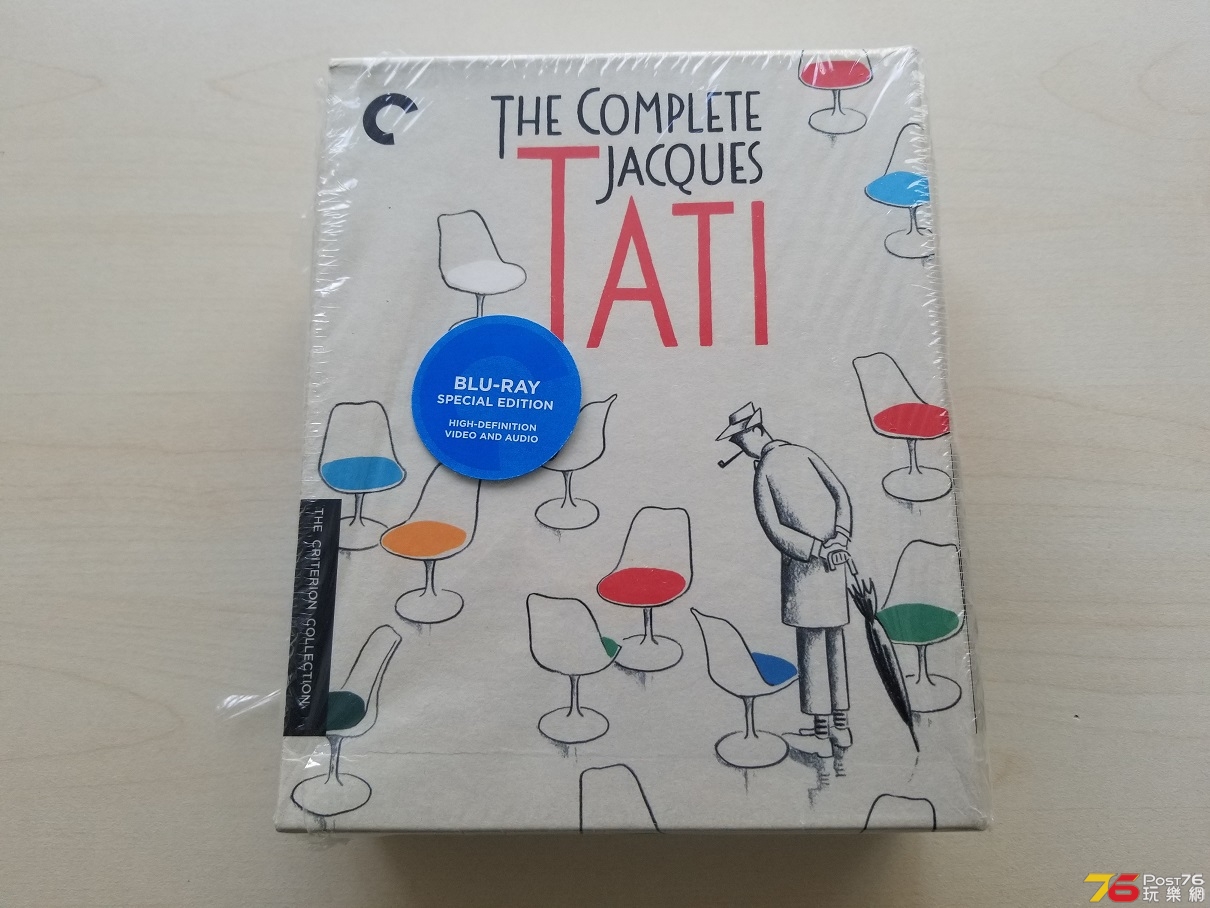 THE COMPLETE
JACQUES
TATI
BLU-RAY
SPECIAL EDITION
HIGH-DEFINITION
VIDEO AND AUDIO
THE CRITERION COLLECTION
76 POST76
玩樂網